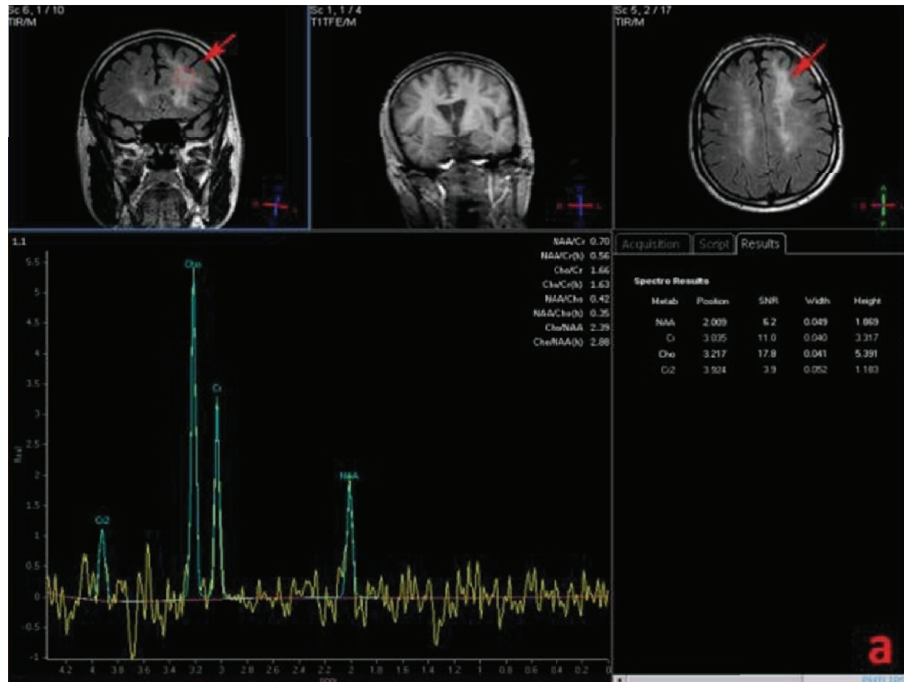 Sc 6, 1 / 10
TIR/M
Sc 1, 1 / 4
T1TFE/M
Sc 5, 2 / 17
TIR/M
1.1
NAA/Cr 0.70
NAA/Cr(h) 0.56
Cho/Cr 1.66
Cho/Cr(h) 1.63
NAA/Cho 0.42
NAA/Cho(h) 0.35
Cho/NAA 2.39
Cho/NAA(h) 2.88
Acquisition Script Results
Spectro Results
Metab Position SNR Width Height
NAA 2.009 6.2 0.049 1.869
Cr 3.035 11.0 0.040 3.317
Cho 3.217 17.8 0.041 5.391
Cr2 3.924 3.9 0.052 1.183
Cho
Cr
NAA
Cr2
Real
5.5
5
4.5
4
3.5
3
2.5
2
1.5
1
0.5
0
-0.5
-1
4.2 4 3.8 3.6 3.4 3.2 3 2.8 2.6 2.4 2.2 2 1.8 1.6 1.4 1.2 1 0.8 0.6 0.4 0.2 0
a